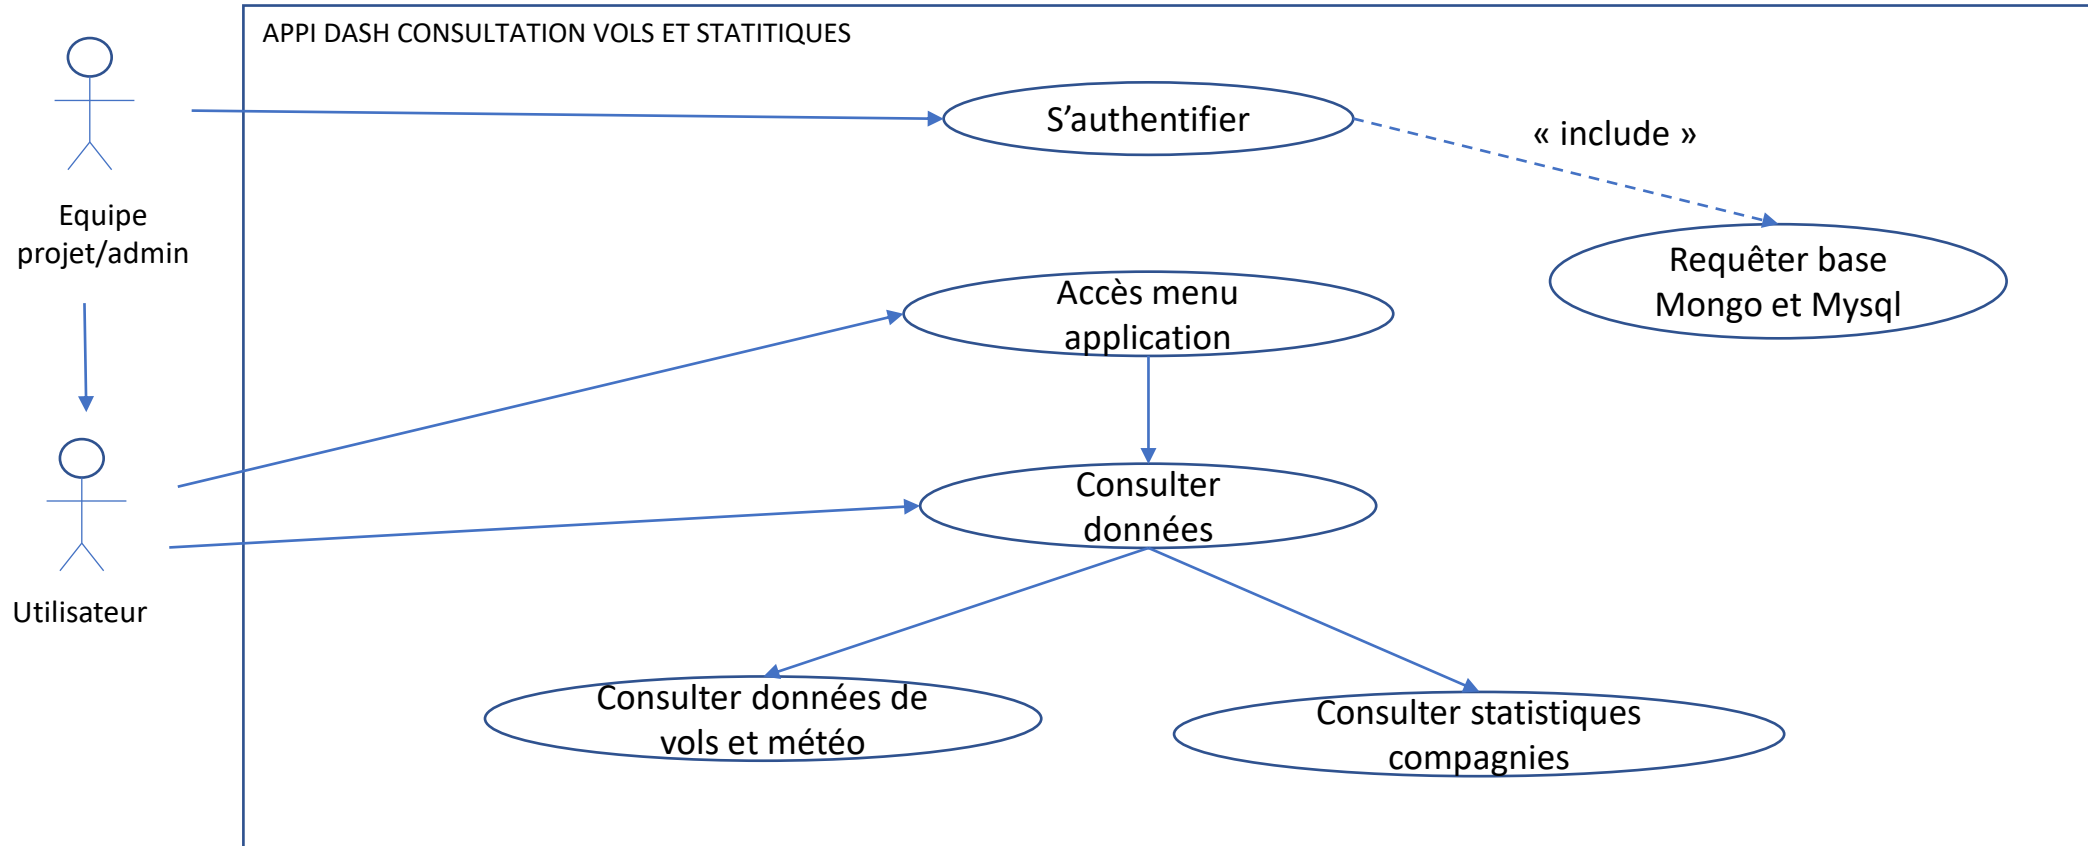 APPI DASH CONSULTATION VOLS ET STATITIQUES
S’authentifier
« include »
Equipe
projet/admin
Requêter base
Mongo et Mysql
Accès menu
application
Consulter
données
Utilisateur
Consulter données de
vols et météo
Consulter statistiques
compagnies